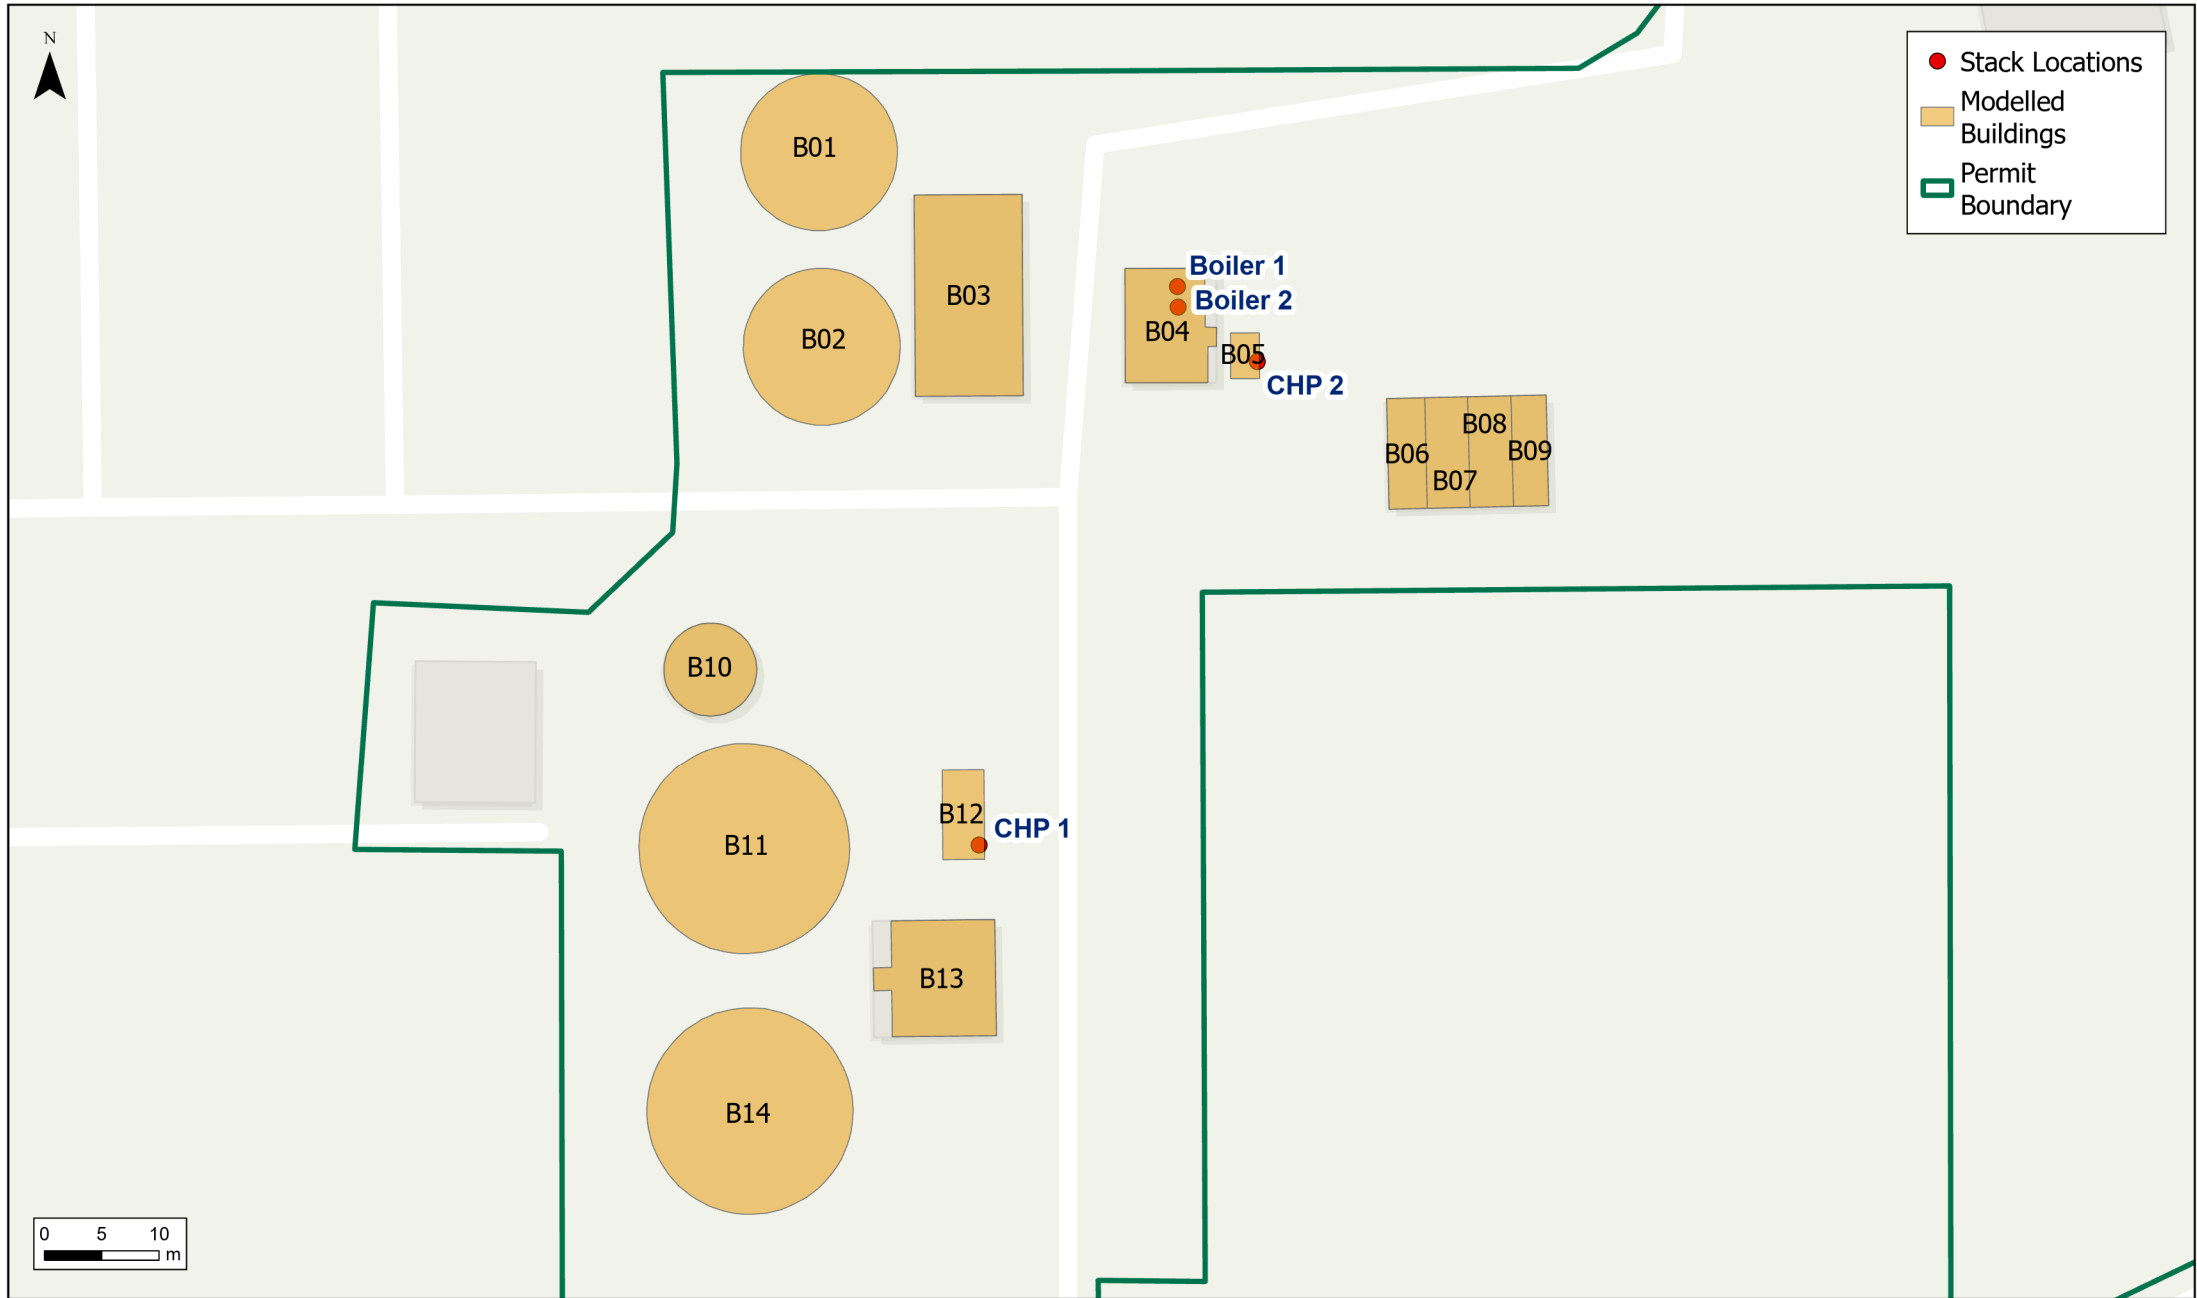 N
Stack Locations
Modelled
Buildings
Permit
Boundary
B01
B03
B02
Boiler 1
Boiler 2
B04
B05
CHP 2
B08
B06
B09
B07
B10
B12
CHP 1
B11
B13
B14
0 5 10
m